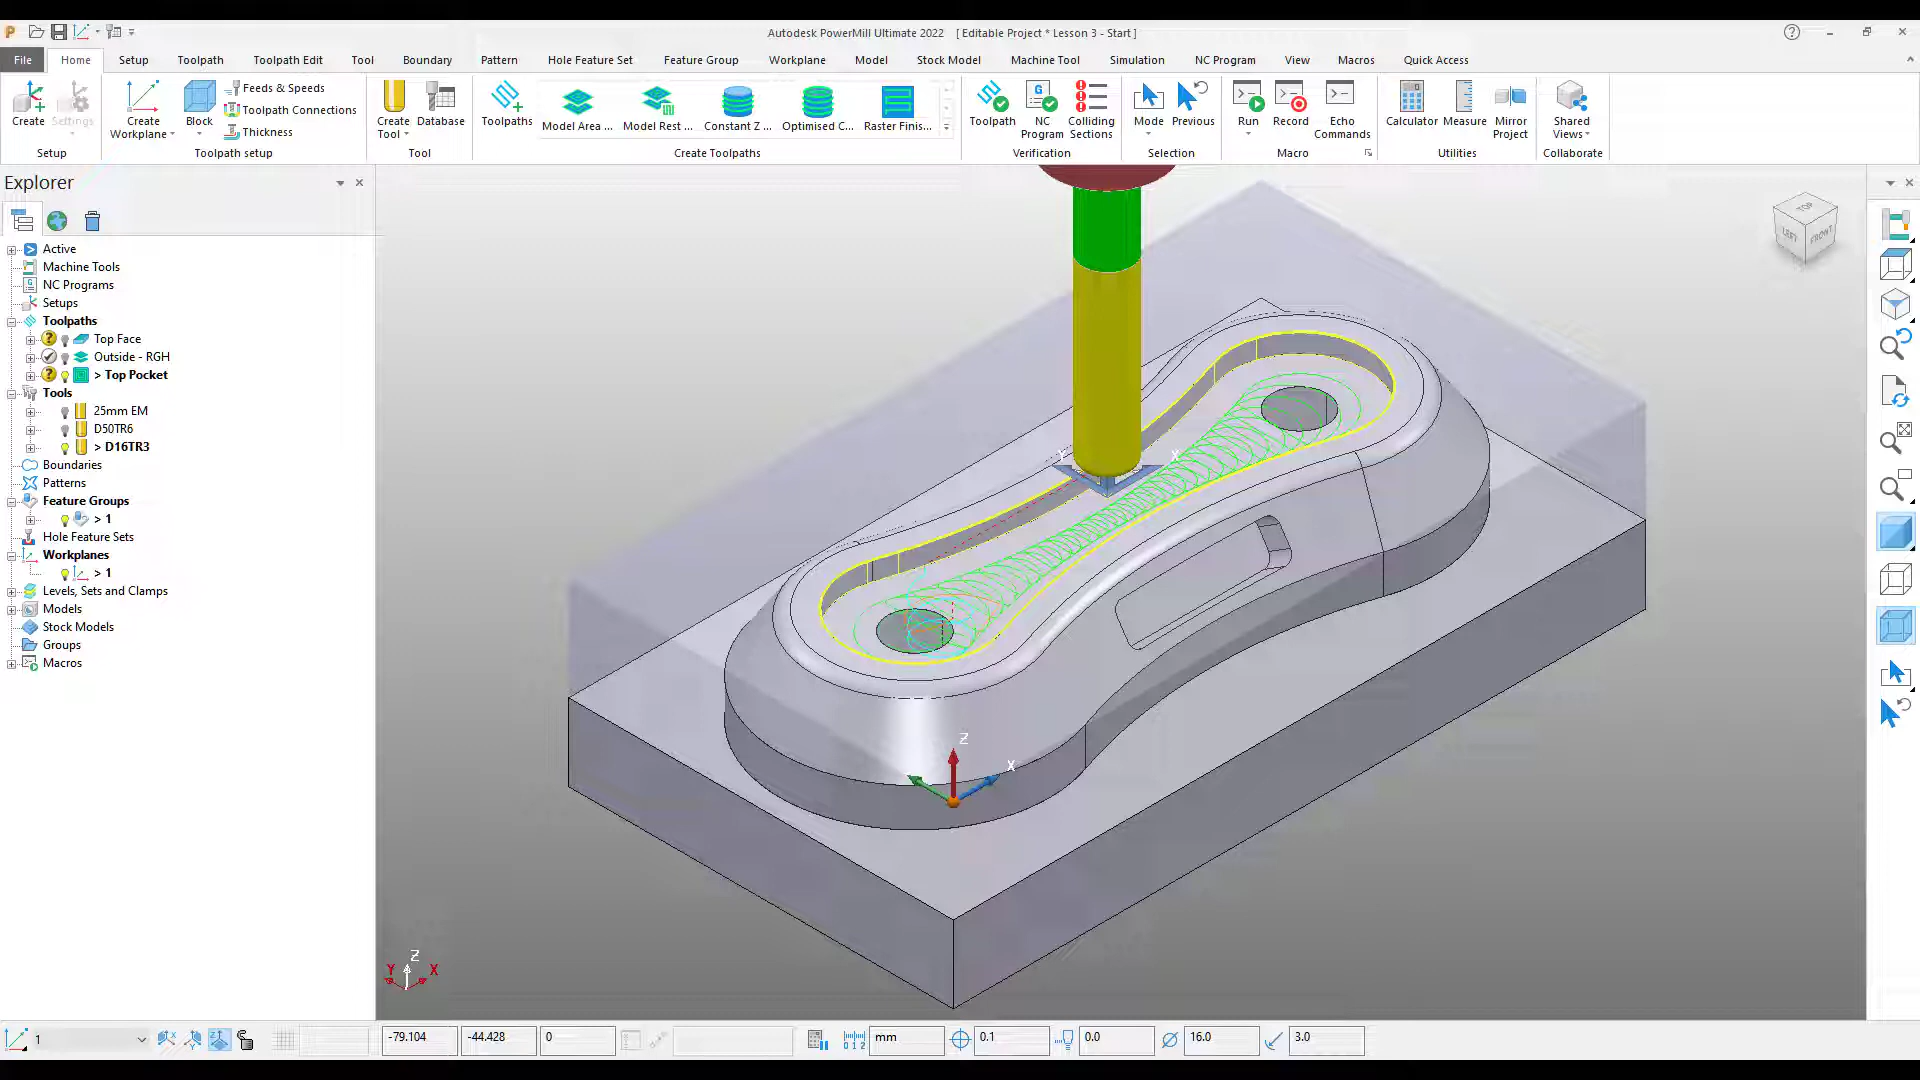 Autodesk PowerMill Ultimate 2022 [ Editable Project * Lesson 3 - Start ]
File Home Setup Toolpath Toolpath Edit Tool Boundary Pattern Hole Feature Set Feature Group Workplane Model Stock Model Machine Tool Simulation NC Program View Macros Quick Access
Create
Settings
Setup
Create Workplane
Block
Feeds & Speeds
Toolpath Connections
Thickness
Toolpath setup
Create Tool
Database
Tool
Toolpaths
Model Area ...
Model Rest ...
Constant Z ...
Optimised C...
Raster Finis...
Create Toolpaths
Toolpath
NC Program
Colliding Sections
Verification
Mode
Previous
Selection
Run
Record
Echo Commands
Macro
Calculator
Measure
Mirror Project
Utilities
Shared Views
Collaborate
Explorer
Active
Machine Tools
NC Programs
Setups
Toolpaths
Top Face
Outside - RGH
> Top Pocket
Tools
25mm EM
D50TR6
> D16TR3
Boundaries
Patterns
Feature Groups
> 1
Hole Feature Sets
Workplanes
> 1
Levels, Sets and Clamps
Models
Stock Models
Groups
Macros
TOP
LEFT
FRONT
Y
X
Z
X
Z
Y
X
1
-79.104
-44.428
0
mm
0.1
0.0
16.0
3.0